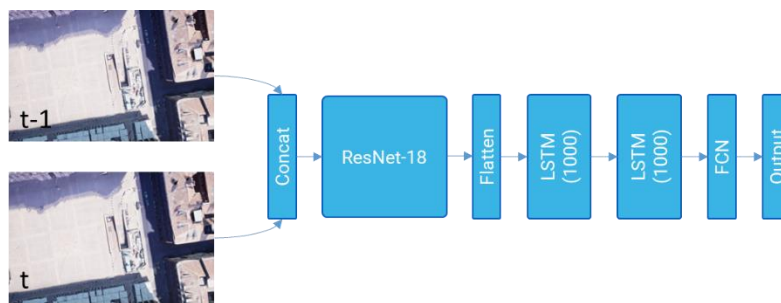 t-1
t
Concat
ResNet-18
Flatten
LSTM
(1000)
LSTM
(1000)
FCN
Output